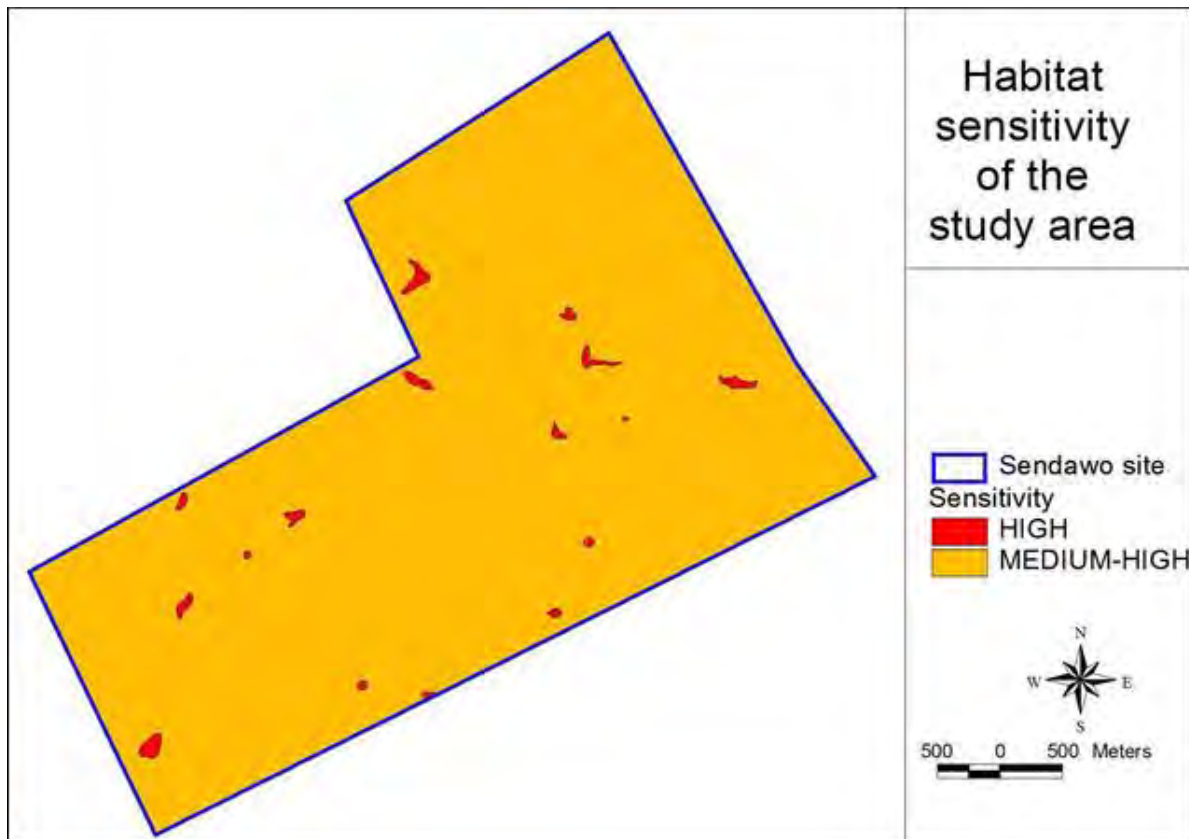 Habitat
sensitivity
of the
study area
Sendawo site
Sensitivity
HIGH
MEDIUM-HIGH
N
W E
S
500 0 500 Meters